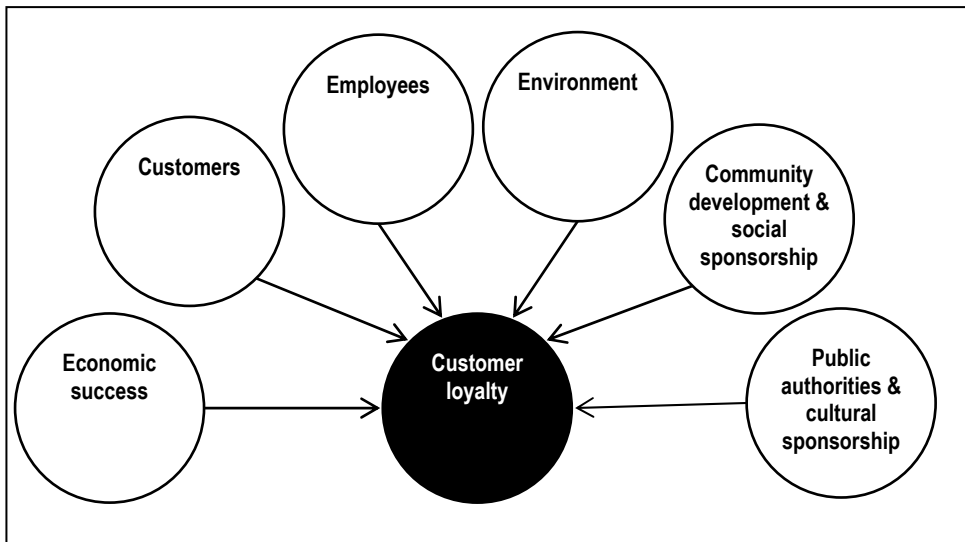 Employees
Environment
Customers
Community
development &
social
sponsorship
Economic
success
Customer
loyalty
Public
authorities &
cultural
sponsorship